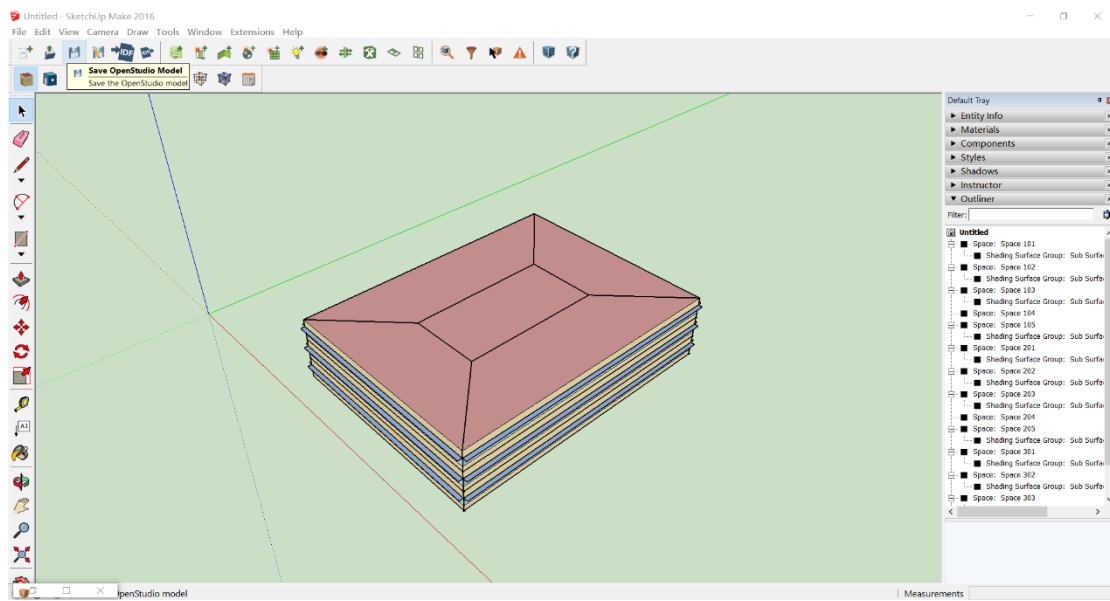 Untitled - SketchUp Make 2016
File Edit View Camera Draw Tools Window Extensions Help
IDF
Save OpenStudio Model
Save the OpenStudio model
A1
Default Tray
Entity Info
Materials
Components
Styles
Shadows
Instructor
Outliner
Filter:
Untitled
Space: Space 101
Shading Surface Group: Sub Surfa
Space: Space 102
Shading Surface Group: Sub Surfa
Space: Space 103
Shading Surface Group: Sub Surfa
Space: Space 104
Space: Space 105
Shading Surface Group: Sub Surfa
Space: Space 201
Shading Surface Group: Sub Surfa
Space: Space 202
Shading Surface Group: Sub Surfa
Space: Space 203
Shading Surface Group: Sub Surfa
Space: Space 204
Space: Space 205
Shading Surface Group: Sub Surfa
Space: Space 301
Shading Surface Group: Sub Surfa
Space: Space 302
Shading Surface Group: Sub Surfa
Space: Space 303
penStudio model
Measurements